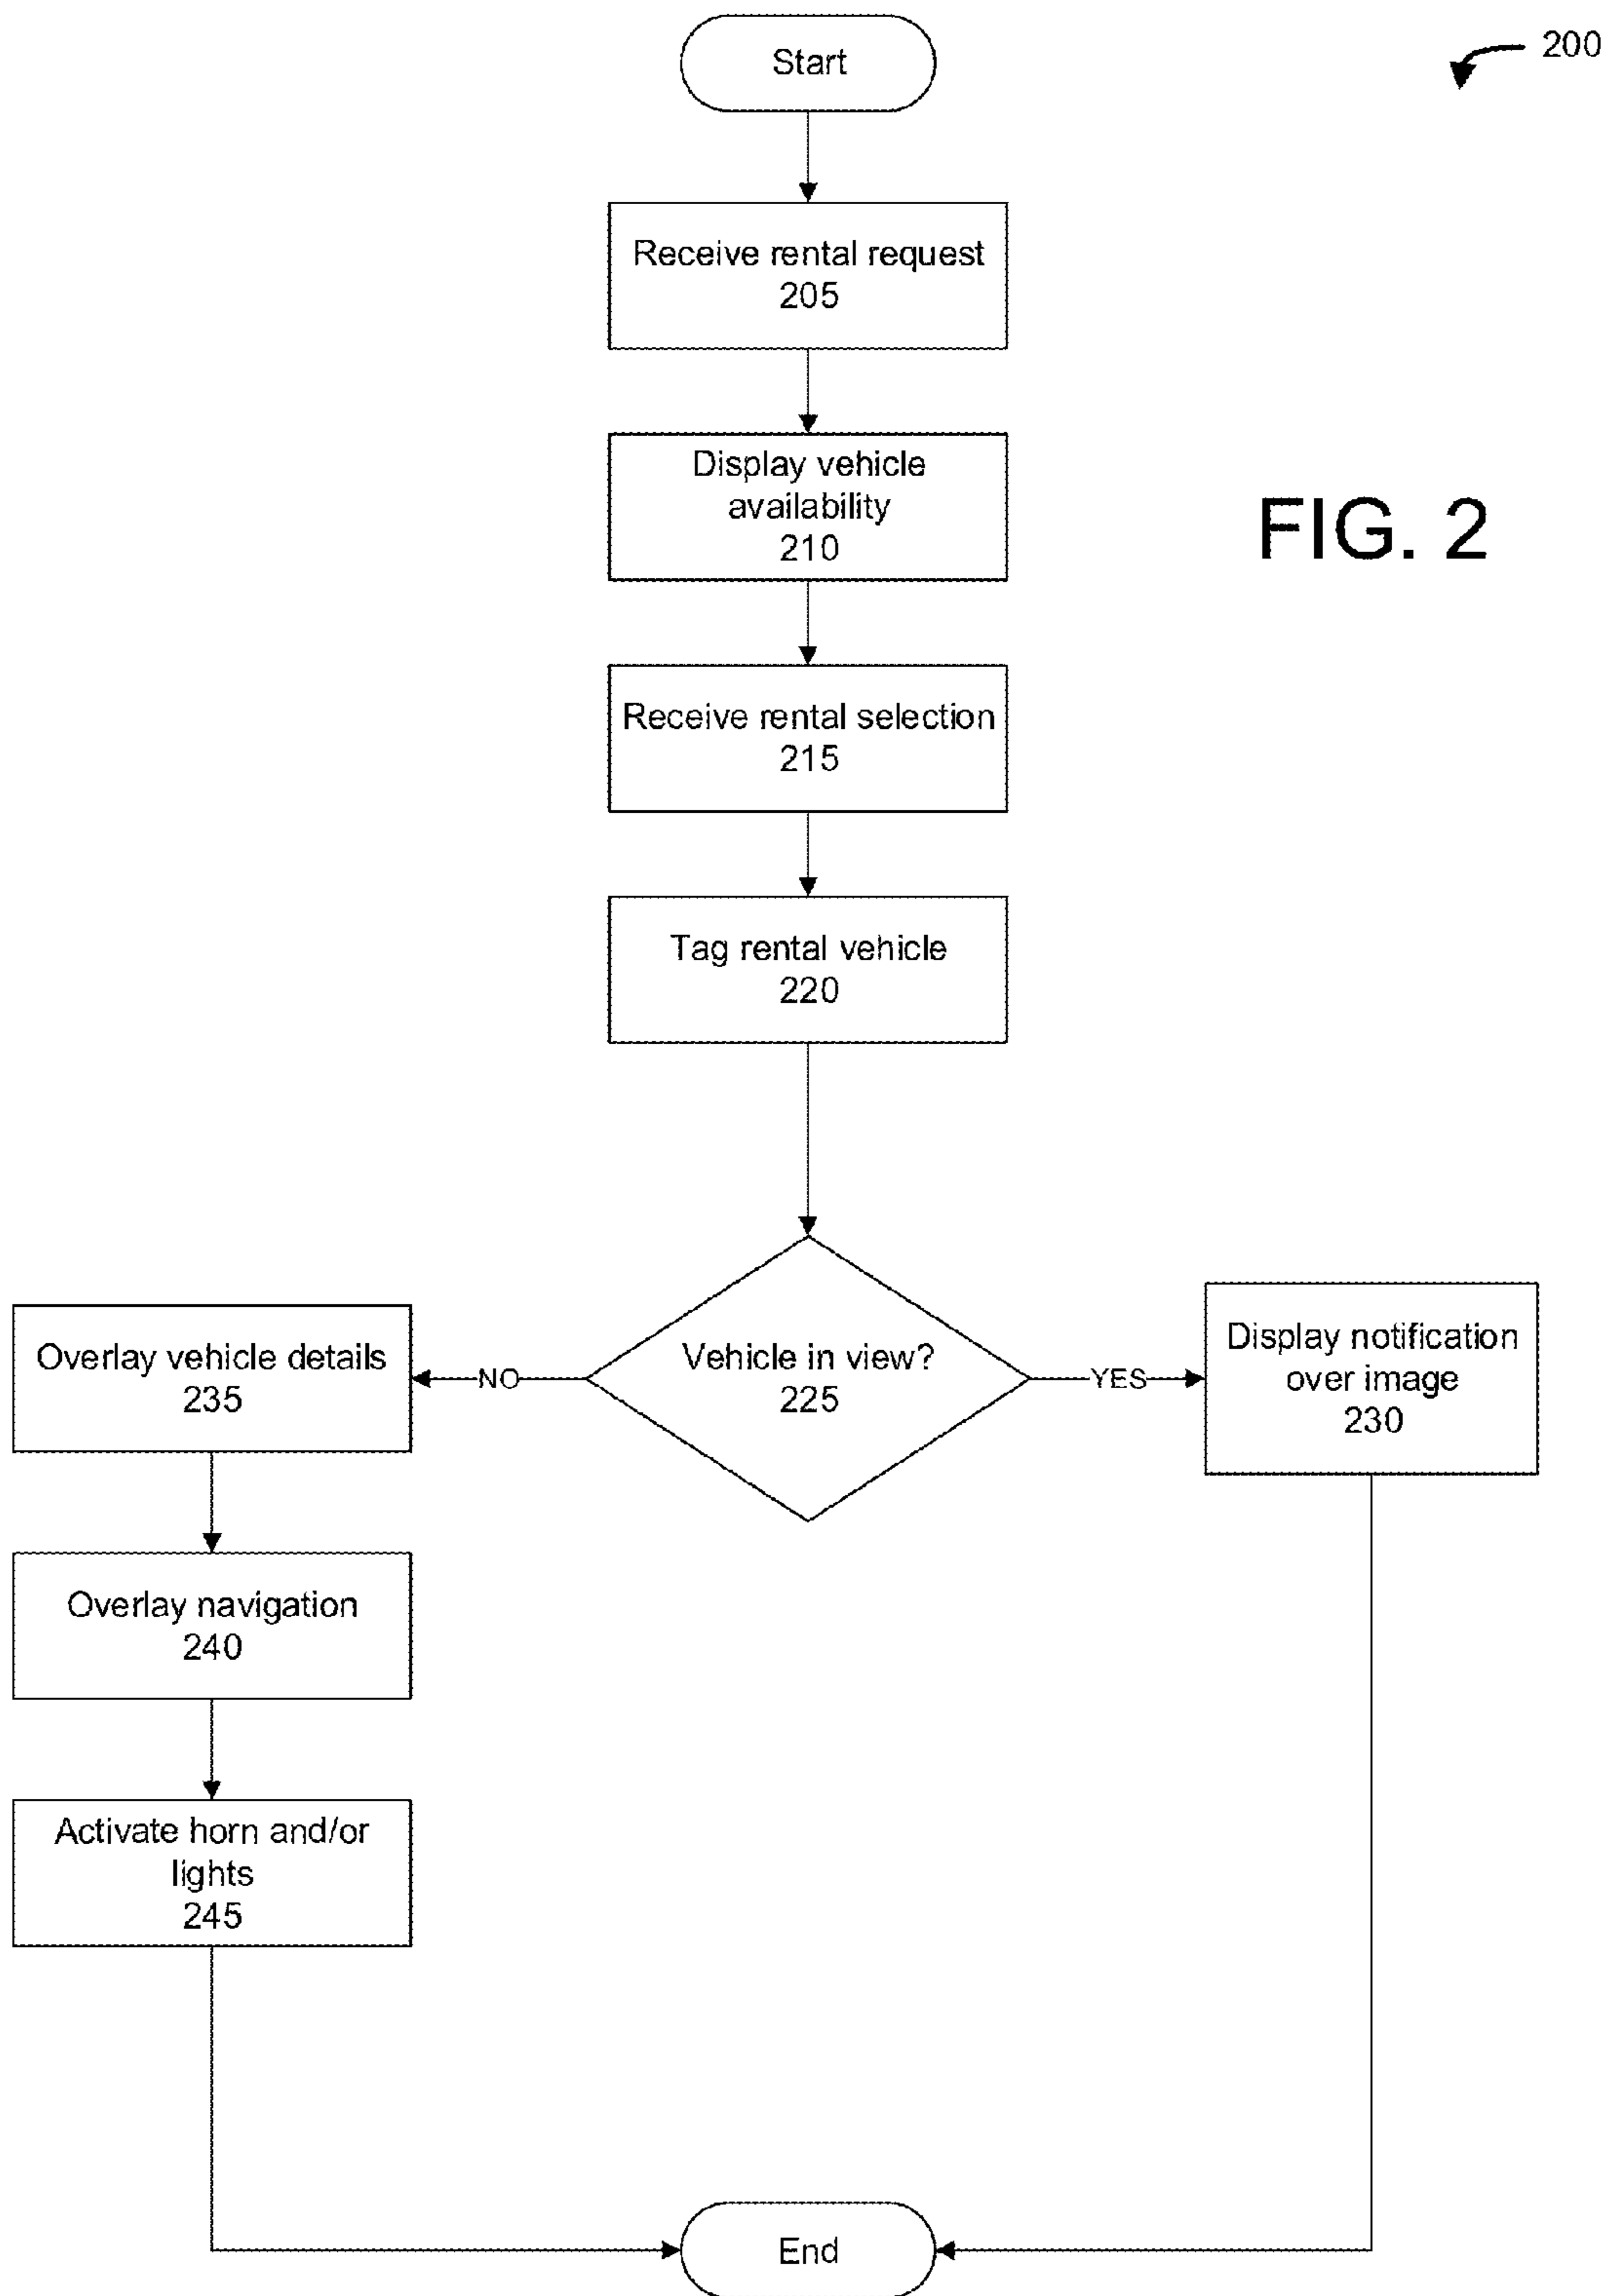 Start
200
Receive rental request
205
Display vehicle
availability
210
FIG. 2
Receive rental selection
215
Tag rental vehicle
220
Vehicle in view?
225
NO
YES
Overlay vehicle details
235
Display notification
over image
230
Overlay navigation
240
Activate horn and/or
lights
245
End